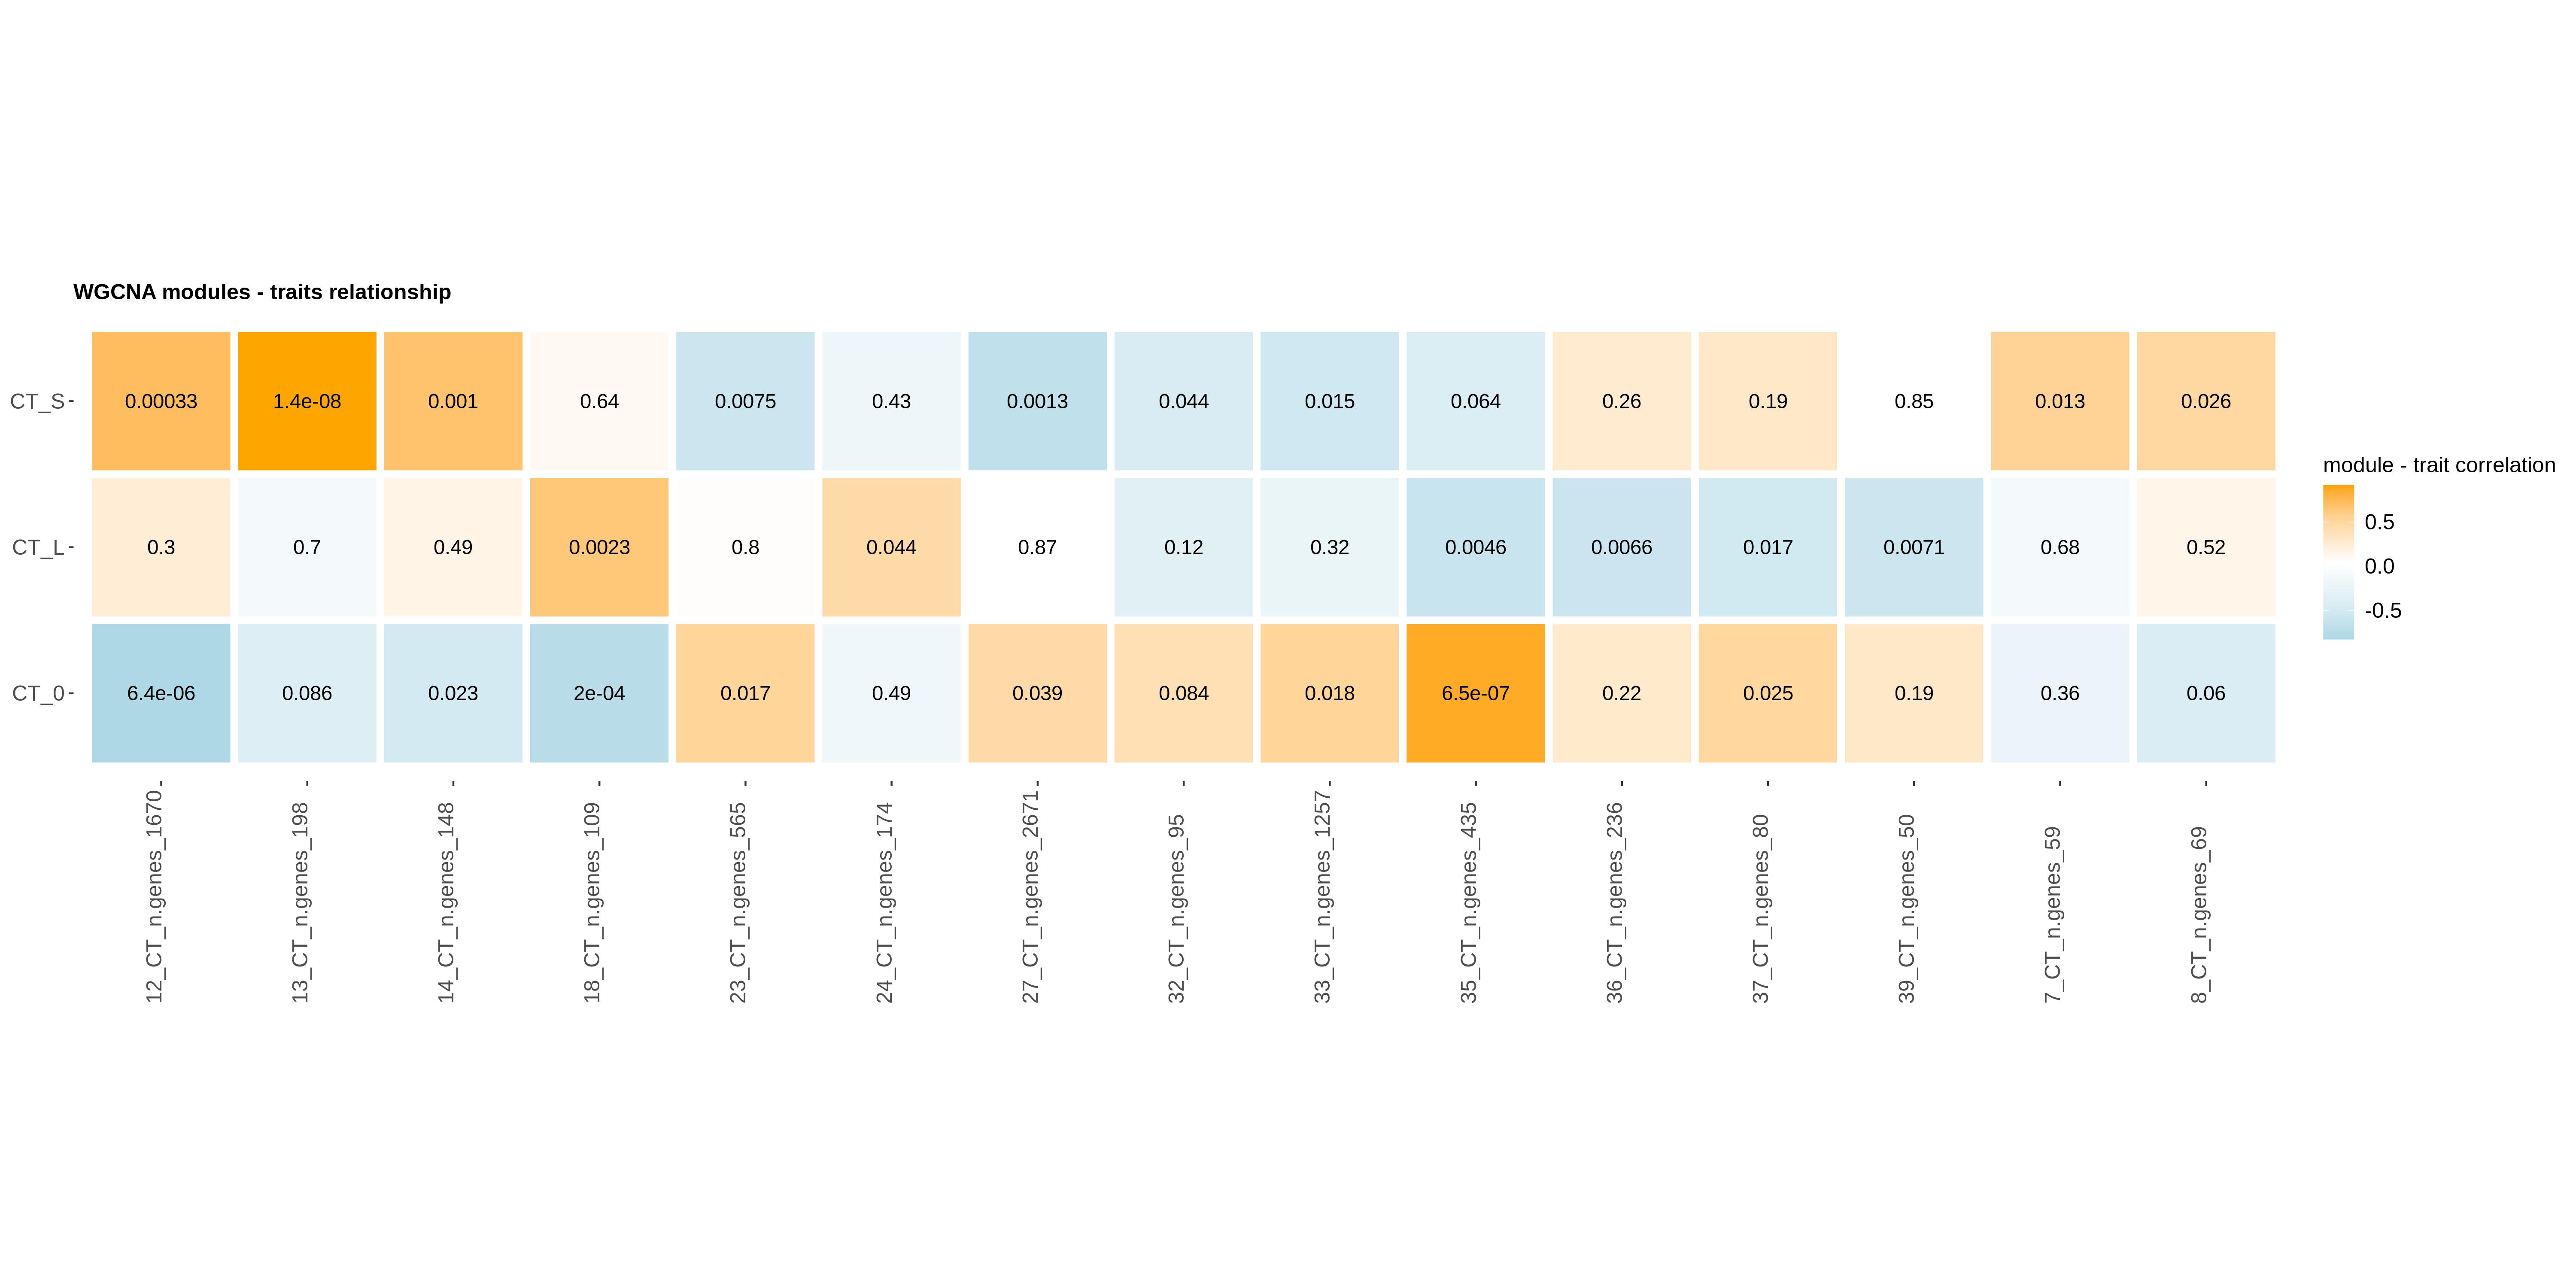 WGCNA modules - traits relationship
CT_S 0.00033 1.4e-08 0.001 0.64 0.0075 0.43 0.0013 0.044 0.015 0.064 0.26 0.19 0.85 0.013 0.026
CT_L 0.3 0.7 0.49 0.0023 0.8 0.044 0.87 0.12 0.32 0.0046 0.0066 0.017 0.0071 0.68 0.52
CT_0 6.4e-06 0.086 0.023 2e-04 0.017 0.49 0.039 0.084 0.018 6.5e-07 0.22 0.025 0.19 0.36 0.06
12_CT_n.genes_1670
13_CT_n.genes_198
14_CT_n.genes_148
18_CT_n.genes_109
23_CT_n.genes_5665
24_CT_n.genes_174
27_CT_n.genes_2671
32_CT_n.genes_95
33_CT_n.genes_1257
35_CT_n.genes_435
36_CT_n.genes_236
37_CT_n.genes_80
39_CT_n.genes_50
7_CT_n.genes_59
8_CT_n.genes_69
module - trait correlation
0.5
0.0
-0.5